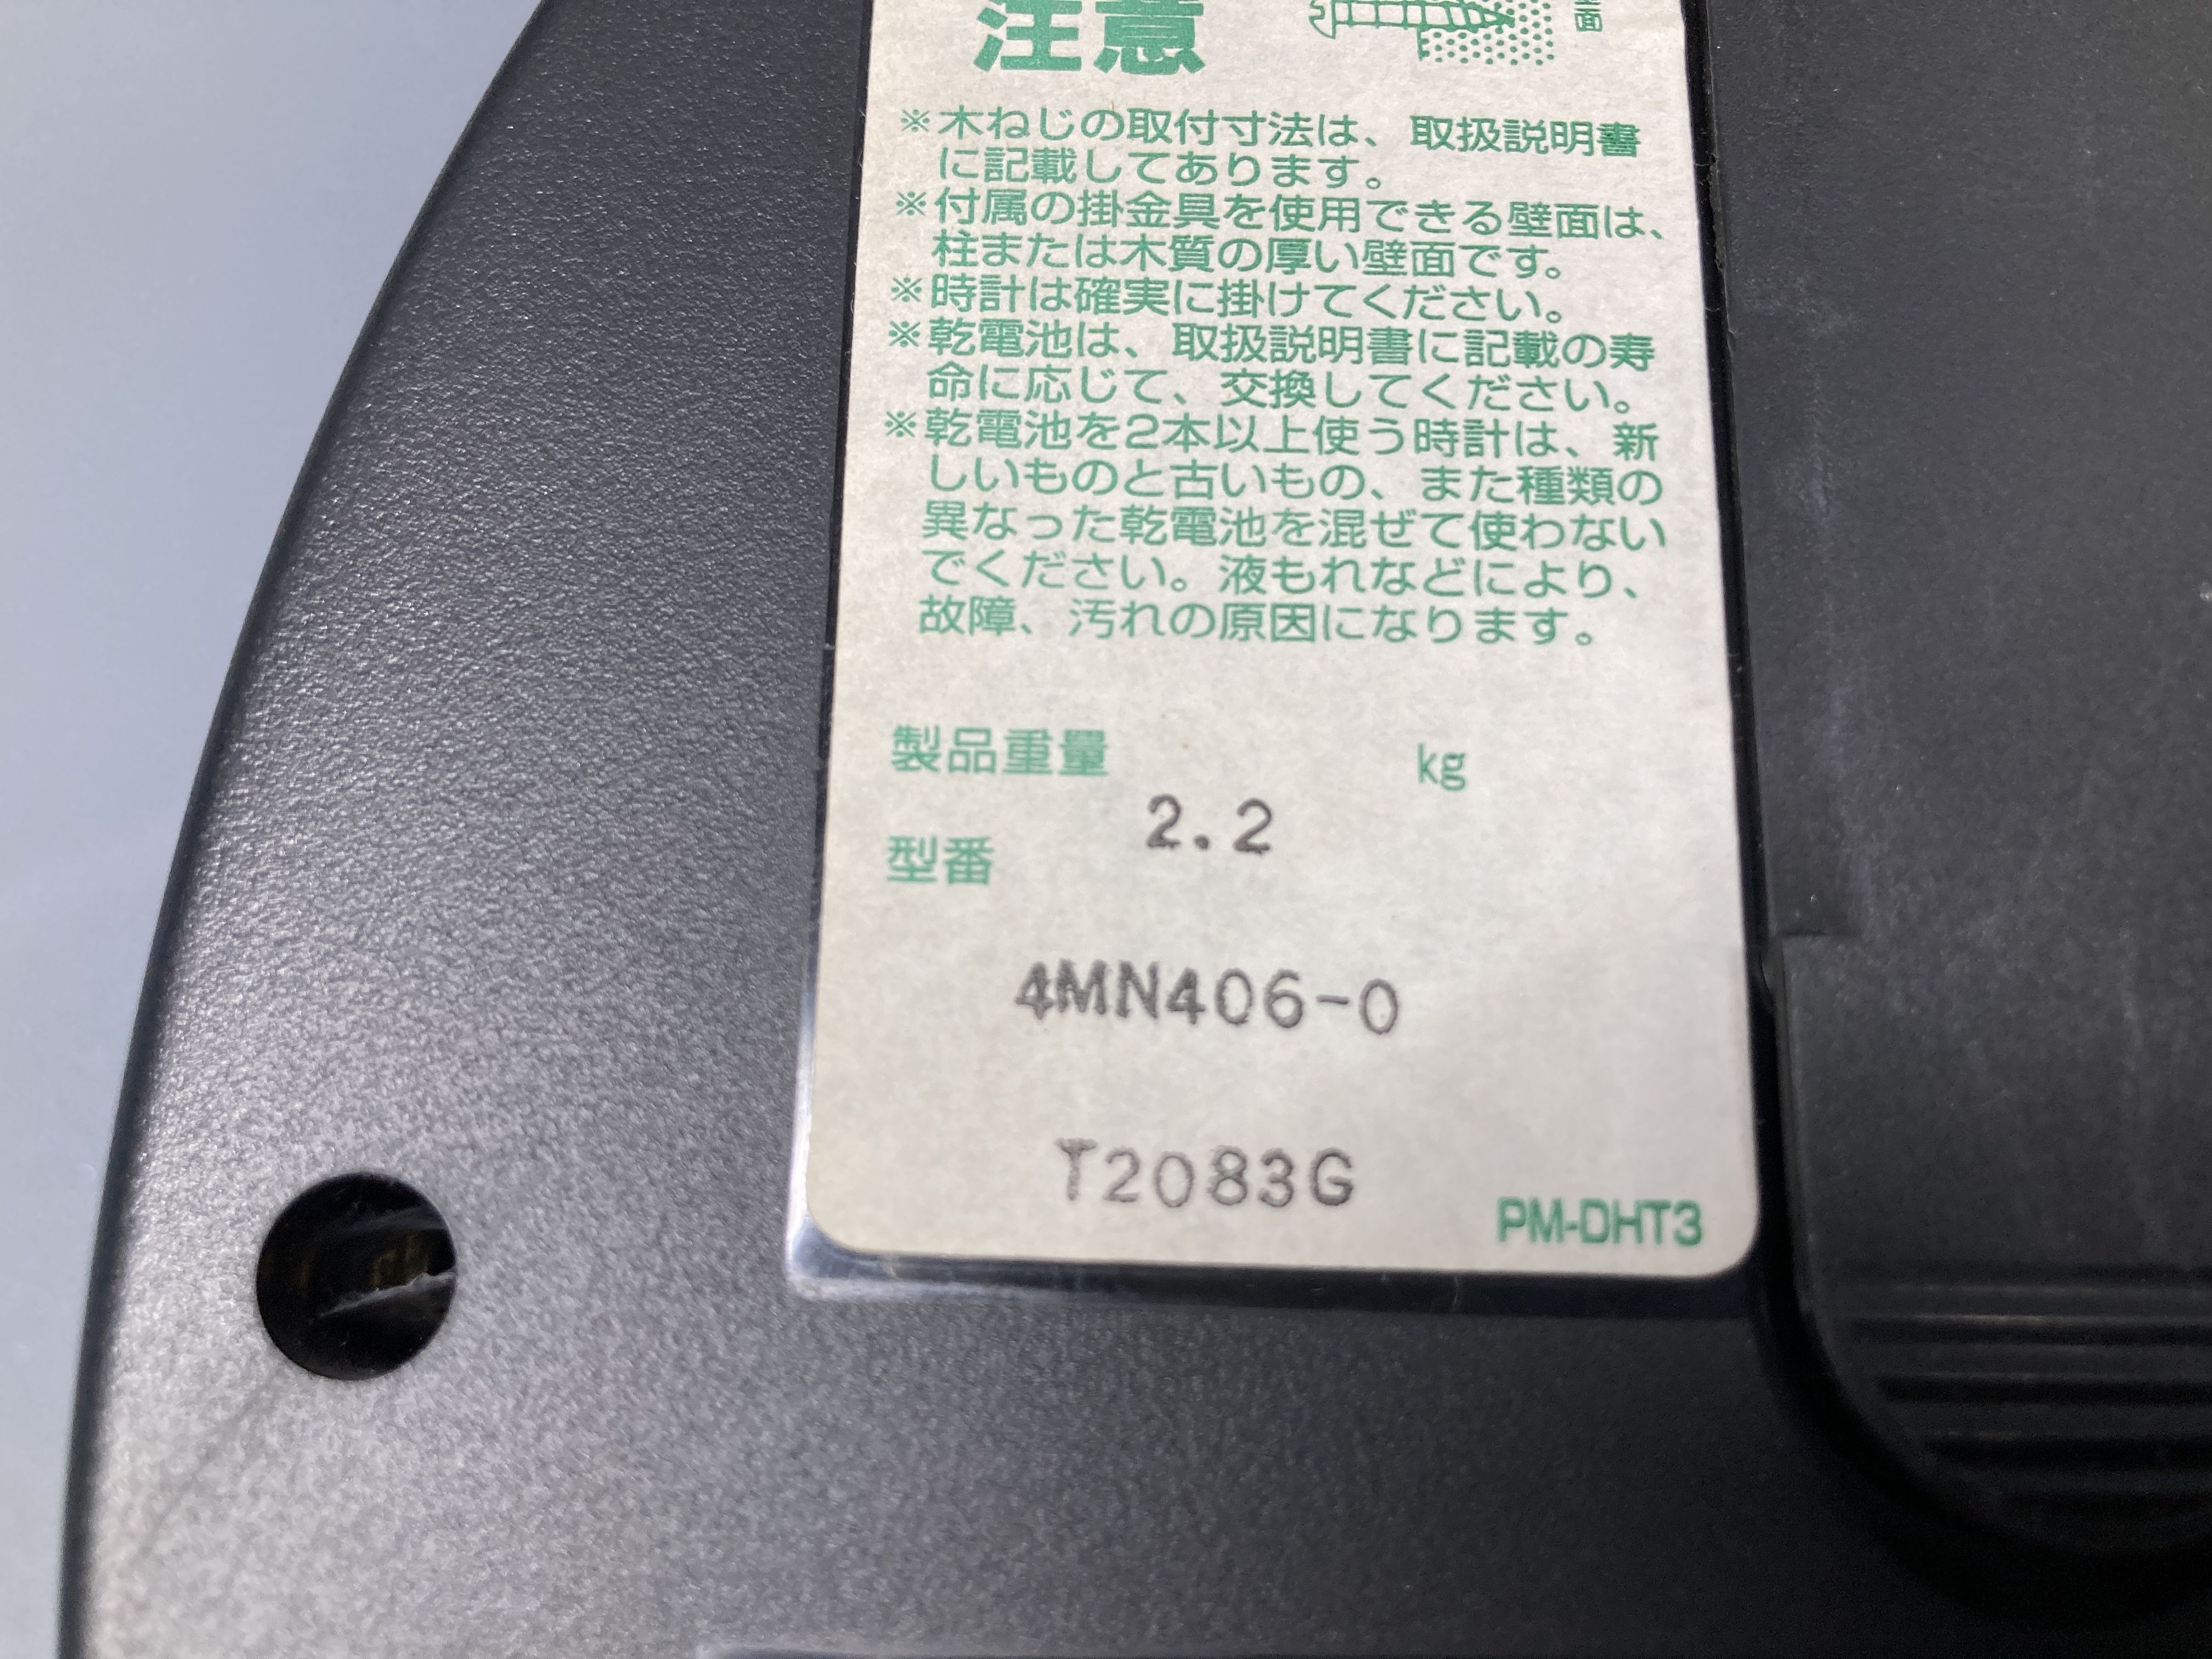 注意
壁面
※木ねじの取付寸法は、取扱説明書
に記載してあります。
※付属の掛金具を使用できる壁面は、
柱または木質の厚い壁面です。
※時計は確実に掛けてください。
※乾電池は、取扱説明書に記載の寿
命に応じて、交換してください。
※乾電池を2本以上使う時計は、新
しいものと古いもの、また種類の
異なった乾電池を混ぜて使わない
でください。液もれなどにより、
故障、汚れの原因になります。
製品重量 2.2 kg
型番
4MN406-0
T2083G
PM-DHT3